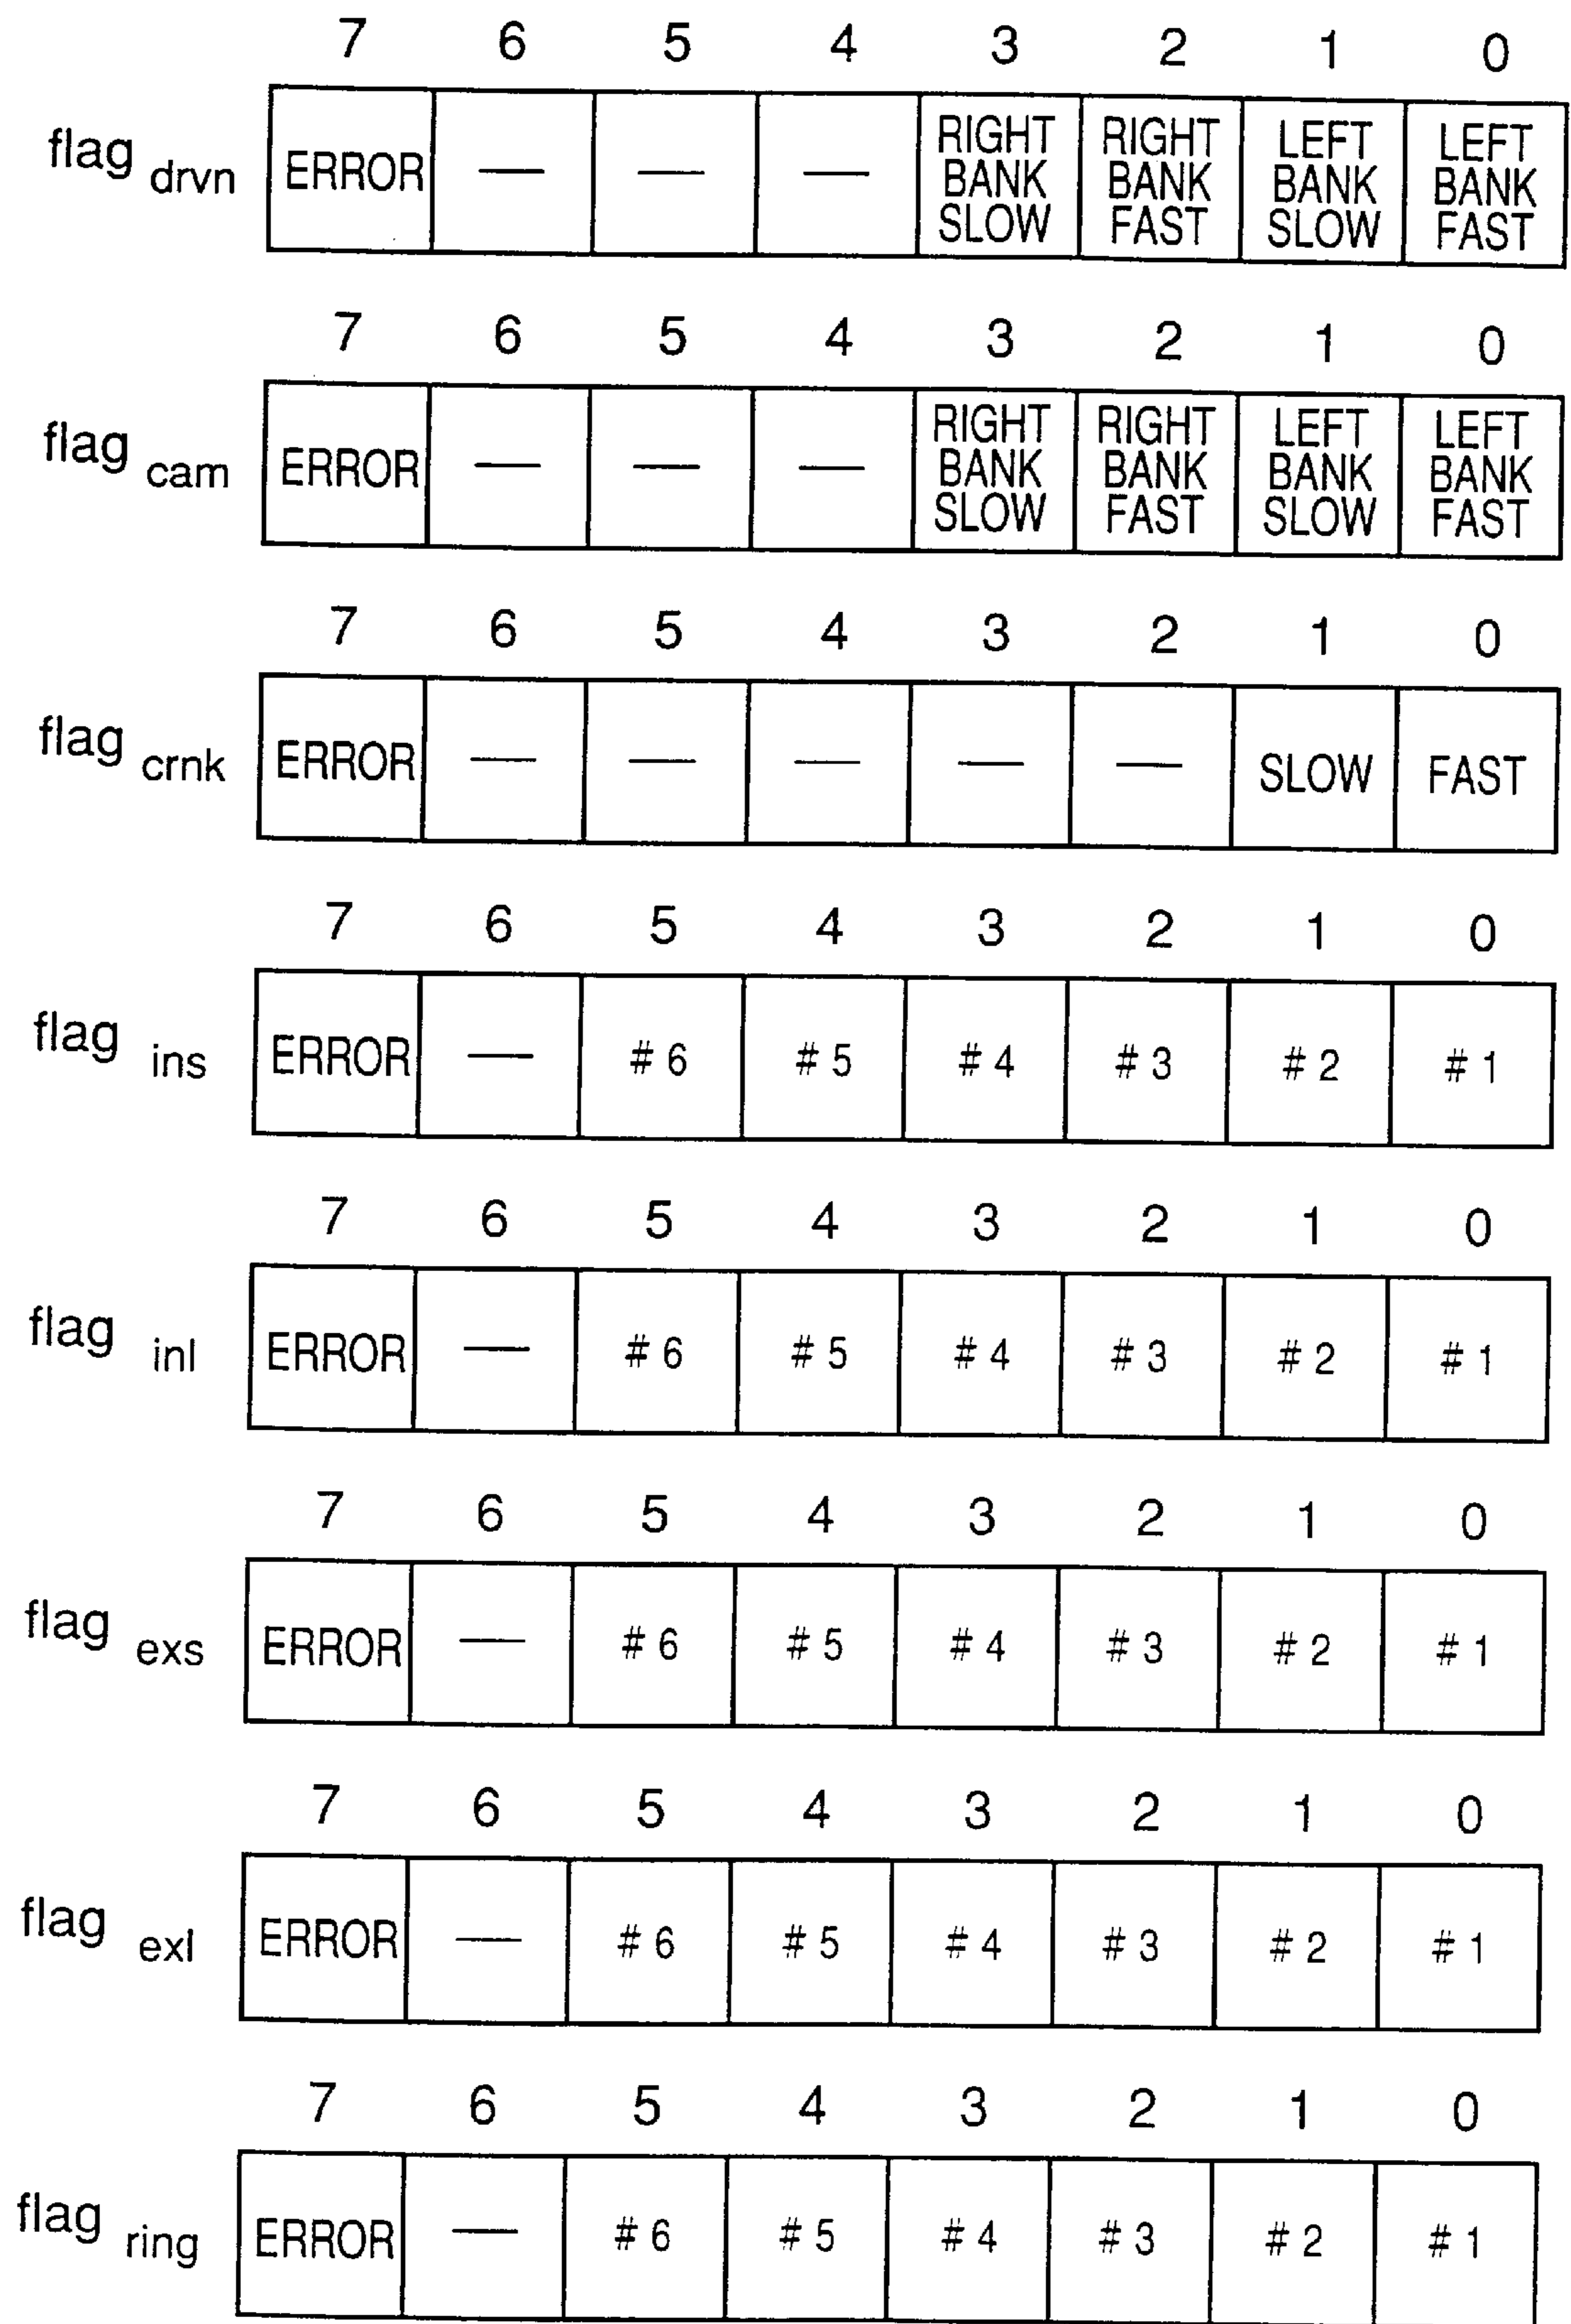 7 6 5 4 3 2 1 0
flag drvn ERROR — — — RIGHT BANK SLOW RIGHT BANK FAST LEFT BANK SLOW LEFT BANK FAST
7 6 5 4 3 2 1 0
flag cam ERROR — — — RIGHT BANK SLOW RIGHT BANK FAST LEFT BANK SLOW LEFT BANK FAST
7 6 5 4 3 2 1 0
flag crnk ERROR — — — — — SLOW FAST
7 6 5 4 3 2 1 0
flag ins ERROR — # 6 # 5 # 4 # 3 # 2 # 1
7 6 5 4 3 2 1 0
flag inl ERROR — # 6 # 5 # 4 # 3 # 2 # 1
7 6 5 4 3 2 1 0
flag exs ERROR — # 6 # 5 # 4 # 3 # 2 # 1
7 6 5 4 3 2 1 0
flag exl ERROR — # 6 # 5 # 4 # 3 # 2 # 1
7 6 5 4 3 2 1 0
flag ring ERROR — # 6 # 5 # 4 # 3 # 2 # 1